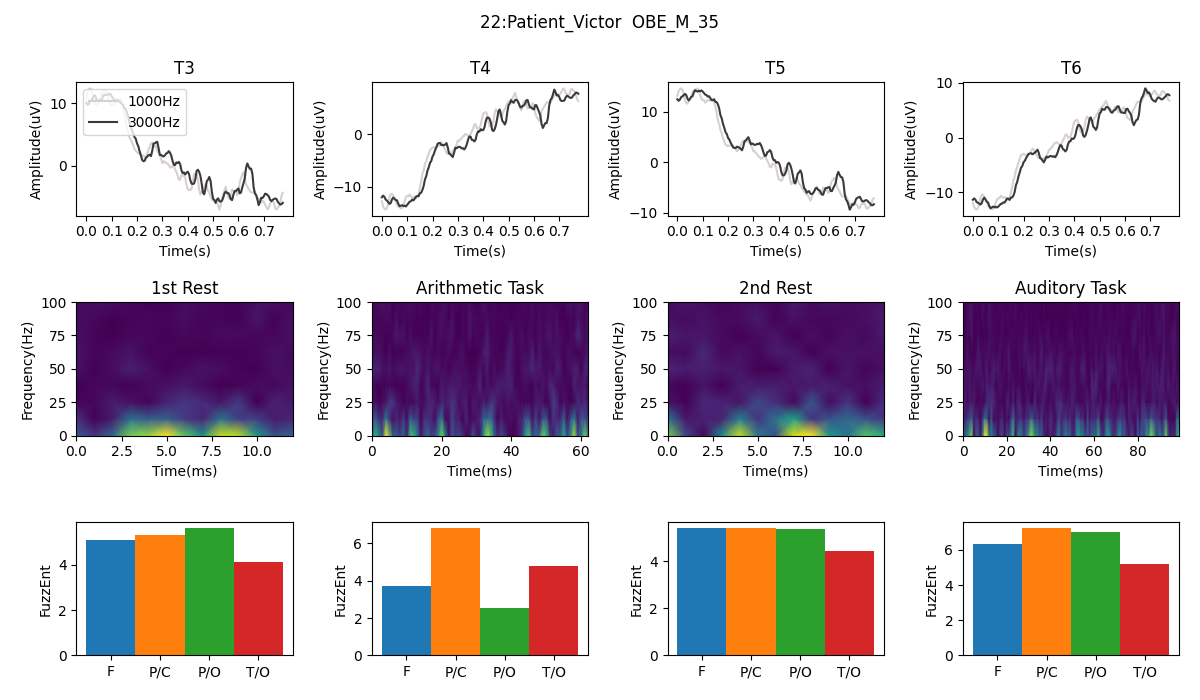 22:Patient_Victor  OBE_M_35
T3
T4
T5
T6
Amplitude(uV)
10
0
1000Hz
3000Hz
0.0 0.1 0.2 0.3 0.4 0.5 0.6 0.7
Time(s)
Amplitude(uV)
0
−10
0.0 0.1 0.2 0.3 0.4 0.5 0.6 0.7
Time(s)
Amplitude(uV)
10
0
−10
0.0 0.1 0.2 0.3 0.4 0.5 0.6 0.7
Time(s)
Amplitude(uV)
10
0
−10
0.0 0.1 0.2 0.3 0.4 0.5 0.6 0.7
Time(s)
1st Rest
Frequency(Hz)
100
75
50
25
0
0.0 2.5 5.0 7.5 10.0
Time(ms)
Arithmetic Task
Frequency(Hz)
100
75
50
25
0
0 20 40 60
Time(ms)
2nd Rest
Frequency(Hz)
100
75
50
25
0
0.0 2.5 5.0 7.5 10.0
Time(ms)
Auditory Task
Frequency(Hz)
100
75
50
25
0
0 20 40 60 80
Time(ms)
FuzzEnt
4
2
0
F P/C P/O T/O
FuzzEnt
6
4
2
0
F P/C P/O T/O
FuzzEnt
4
2
0
F P/C P/O T/O
FuzzEnt
6
4
2
0
F P/C P/O T/O